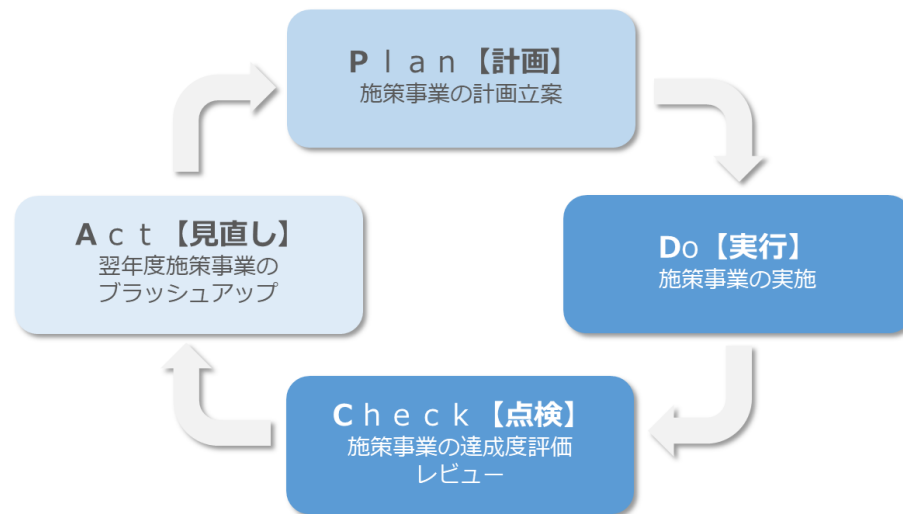 Ｐｌａｎ【計画】
施策事業の計画立案
Ｄo【実行】
施策事業の実施
Ｃｈｅｃｋ【点検】
施策事業の達成度評価
レビュー
Ａｃｔ【見直し】
翌年度施策事業の
ブラッシュアップ